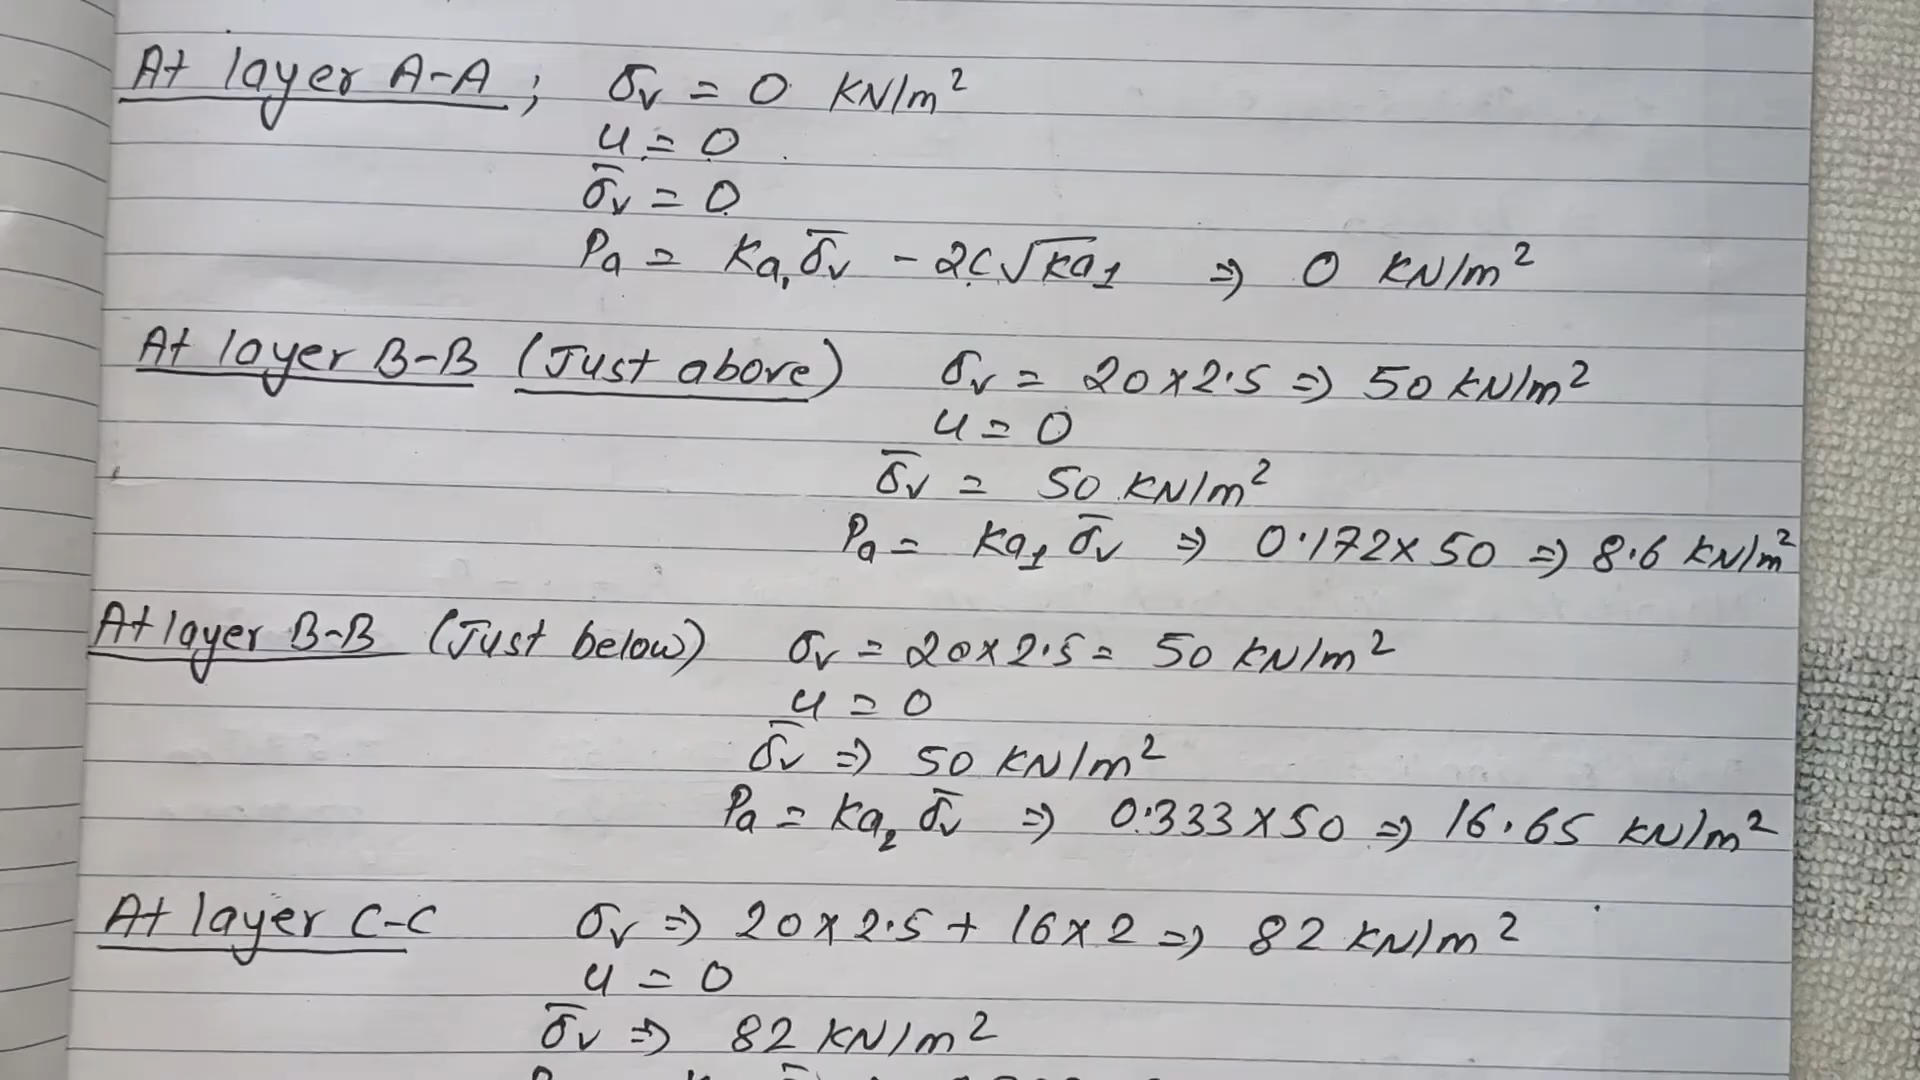 At layer A-A ; σv = 0 KN/m²
u = 0
σ̄v = 0
Pa = Ka₁ σ̄v - 2C√ka₁ ⇒ 0 KN/m²
At layer B-B (Just above) σv = 20×2.5 ⇒ 50 KN/m²
u = 0
σ̄v = 50 KN/m²
Pa = Ka₁ σ̄v ⇒ 0.172×50 ⇒ 8.6 KN/m²
At layer B-B (Just below) σv = 20×2.5 = 50 KN/m²
u = 0
σ̄v ⇒ 50 KN/m²
Pa = Ka₂ σ̄v ⇒ 0.333×50 ⇒ 16.65 KN/m²
At layer C-C σv ⇒ 20×2.5 + 16×2 ⇒ 82 KN/m²
u = 0
σ̄v ⇒ 82 KN/m²